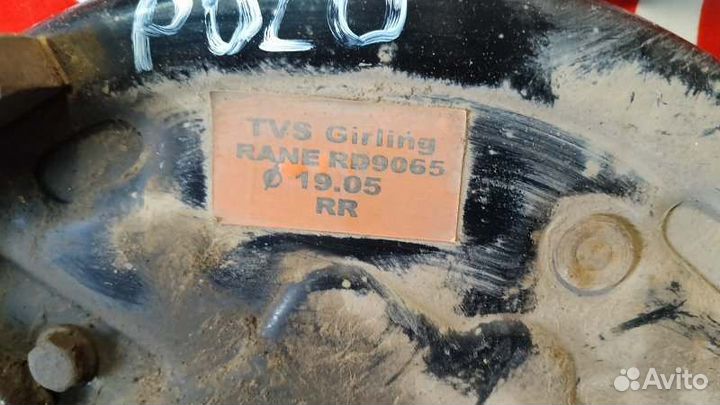 POLO
TVS Girling
RANE RD9065
Ø 19.05
RR
Avito